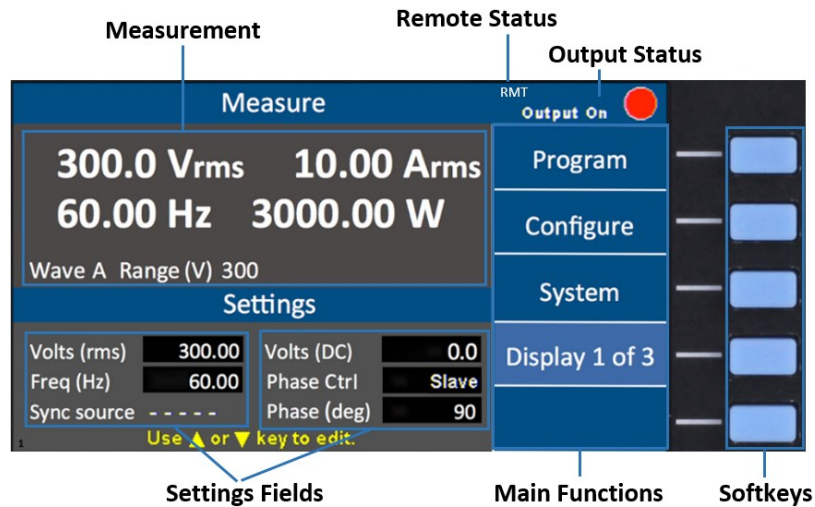 Measurement
Remote Status
Output Status
Measure
RMT
Output On
300.0 Vrms 10.00 Arms
60.00 Hz 3000.00 W
Wave A Range (V) 300
Program
Configure
System
Display 1 of 3
Settings
Volts (rms) 300.00 Volts (DC) 0.0
Freq (Hz) 60.00 Phase Ctrl Slave
Sync source - - - - - Phase (deg) 90
1 Use ▲ or ▼ key to edit.
Settings Fields
Main Functions
Softkeys